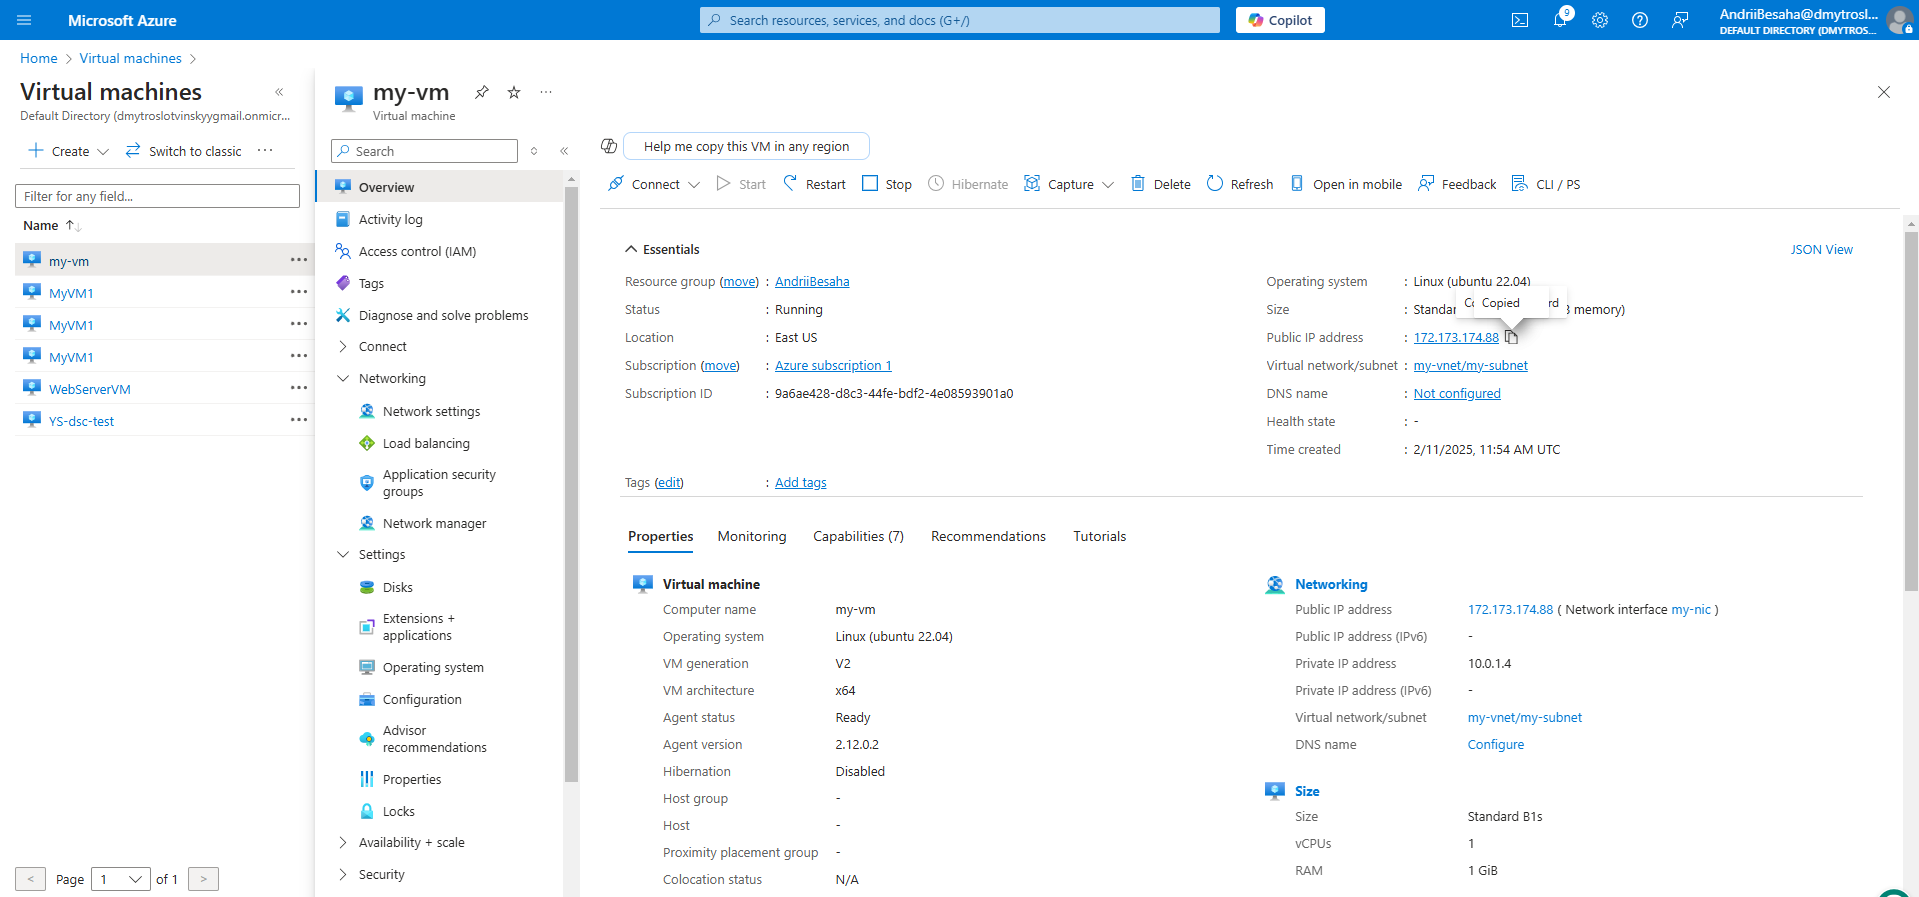 Microsoft Azure
Search resources, services, and docs (G+/)
Copilot
9
AndriiBesaha@dmytrosl...
DEFAULT DIRECTORY (DMYTROS...
Home > Virtual machines >
Virtual machines
Default Directory (dmytroslotvinskyygmail.onmicr...
Create
Switch to classic
Filter for any field...
Name
my-vm
MyVM1
MyVM1
MyVM1
WebServerVM
YS-dsc-test
< Page 1 of 1 >
my-vm
Virtual machine
Search
Overview
Activity log
Access control (IAM)
Tags
Diagnose and solve problems
Connect
Networking
Network settings
Load balancing
Application security
groups
Network manager
Settings
Disks
Extensions +
applications
Operating system
Configuration
Advisor
recommendations
Properties
Locks
Availability + scale
Security
Help me copy this VM in any region
Connect
Start
Restart
Stop
Hibernate
Capture
Delete
Refresh
Open in mobile
Feedback
CLI / PS
Essentials
JSON View
Resource group (move) : AndriiBesaha
Status : Running
Location : East US
Subscription (move) : Azure subscription 1
Subscription ID : 9a6ae428-d8c3-44fe-bdf2-4e08593901a0
Operating system : Linux (ubuntu 22.04)
Copied
Size : memory)
Public IP address : 172.173.174.88
Virtual network/subnet : my-vnet/my-subnet
DNS name : Not configured
Health state : -
Time created : 2/11/2025, 11:54 AM UTC
Tags (edit) : Add tags
Properties
Monitoring
Capabilities (7)
Recommendations
Tutorials
Virtual machine
Computer name my-vm
Operating system Linux (ubuntu 22.04)
VM generation V2
VM architecture x64
Agent status Ready
Agent version 2.12.0.2
Hibernation Disabled
Host group -
Host -
Proximity placement group -
Colocation status N/A
Networking
Public IP address 172.173.174.88 ( Network interface my-nic )
Public IP address (IPv6) -
Private IP address 10.0.1.4
Private IP address (IPv6) -
Virtual network/subnet my-vnet/my-subnet
DNS name Configure
Size
Size Standard B1s
vCPUs 1
RAM 1 GiB